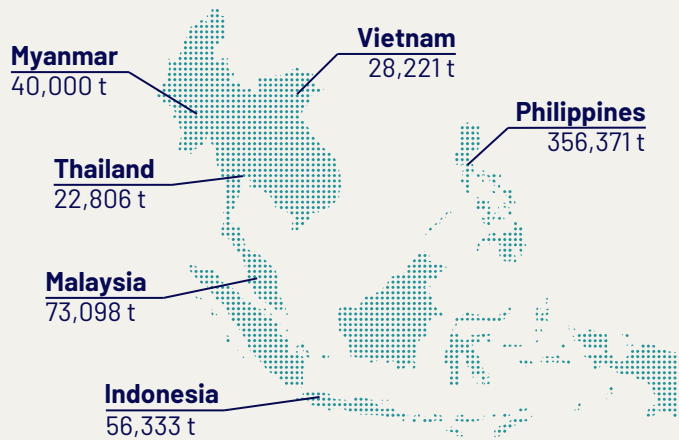 Myanmar
40,000 t
Vietnam
28,221 t
Philippines
356,371 t
Thailand
22,806 t
Malaysia
73,098 t
Indonesia
56,333 t